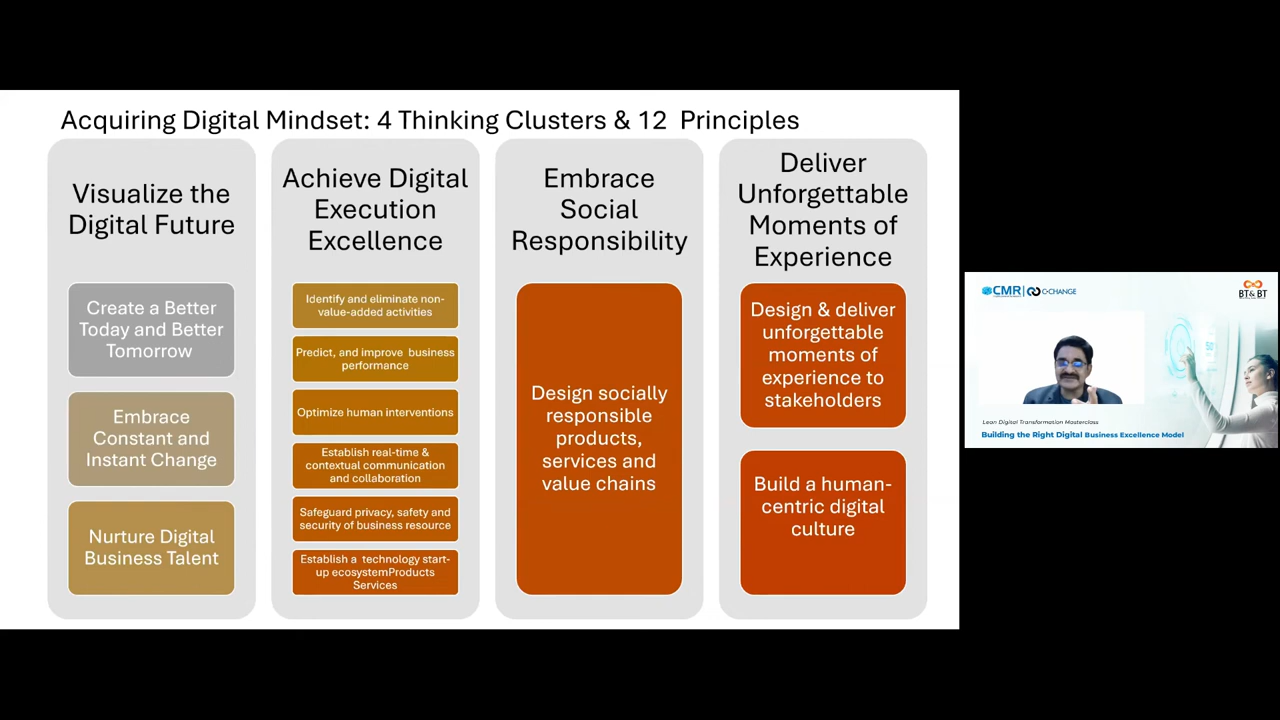 Acquiring Digital Mindset: 4 Thinking Clusters & 12 Principles
Visualize the
Digital Future
Create a Better
Today and Better
Tomorrow
Embrace
Constant and
Instant Change
Nurture Digital
Business Talent
Achieve Digital
Execution
Excellence
Identify and eliminate non-
value-added activities
Predict, and improve business
performance
Optimize human interventions
Establish real-time &
contextual communication
and collaboration
Safeguard privacy, safety and
security of business resource
Establish a technology start-
up ecosystemProducts
Services
Embrace
Social
Responsibility
Design socially
responsible
products,
services and
value chains
Deliver
Unforgettable
Moments of
Experience
Design & deliver
unforgettable
moments of
experience to
stakeholders
Build a human-
centric digital
culture
CMR C-CHANGE
BT& BT
Lean Digital Transformation Masterclass
Building the Right Digital Business Excellence Model